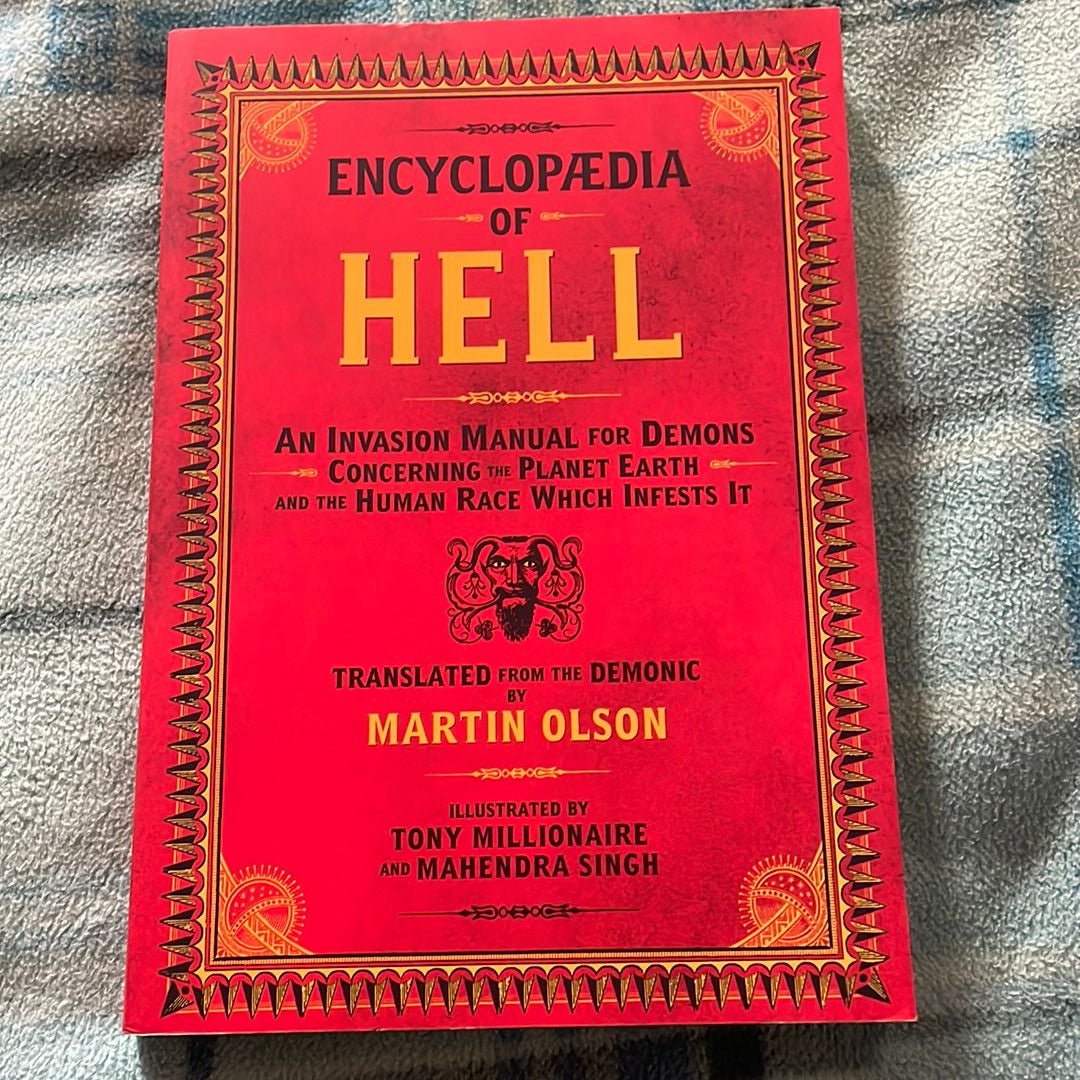 ENCYCLOPÆDIA
OF
HELL
AN INVASION MANUAL FOR DEMONS
CONCERNING THE PLANET EARTH
AND THE HUMAN RACE WHICH INFESTS IT
TRANSLATED FROM THE DEMONIC
BY
MARTIN OLSON
ILLUSTRATED BY
TONY MILLIONAIRE
AND MAHENDRA SINGH